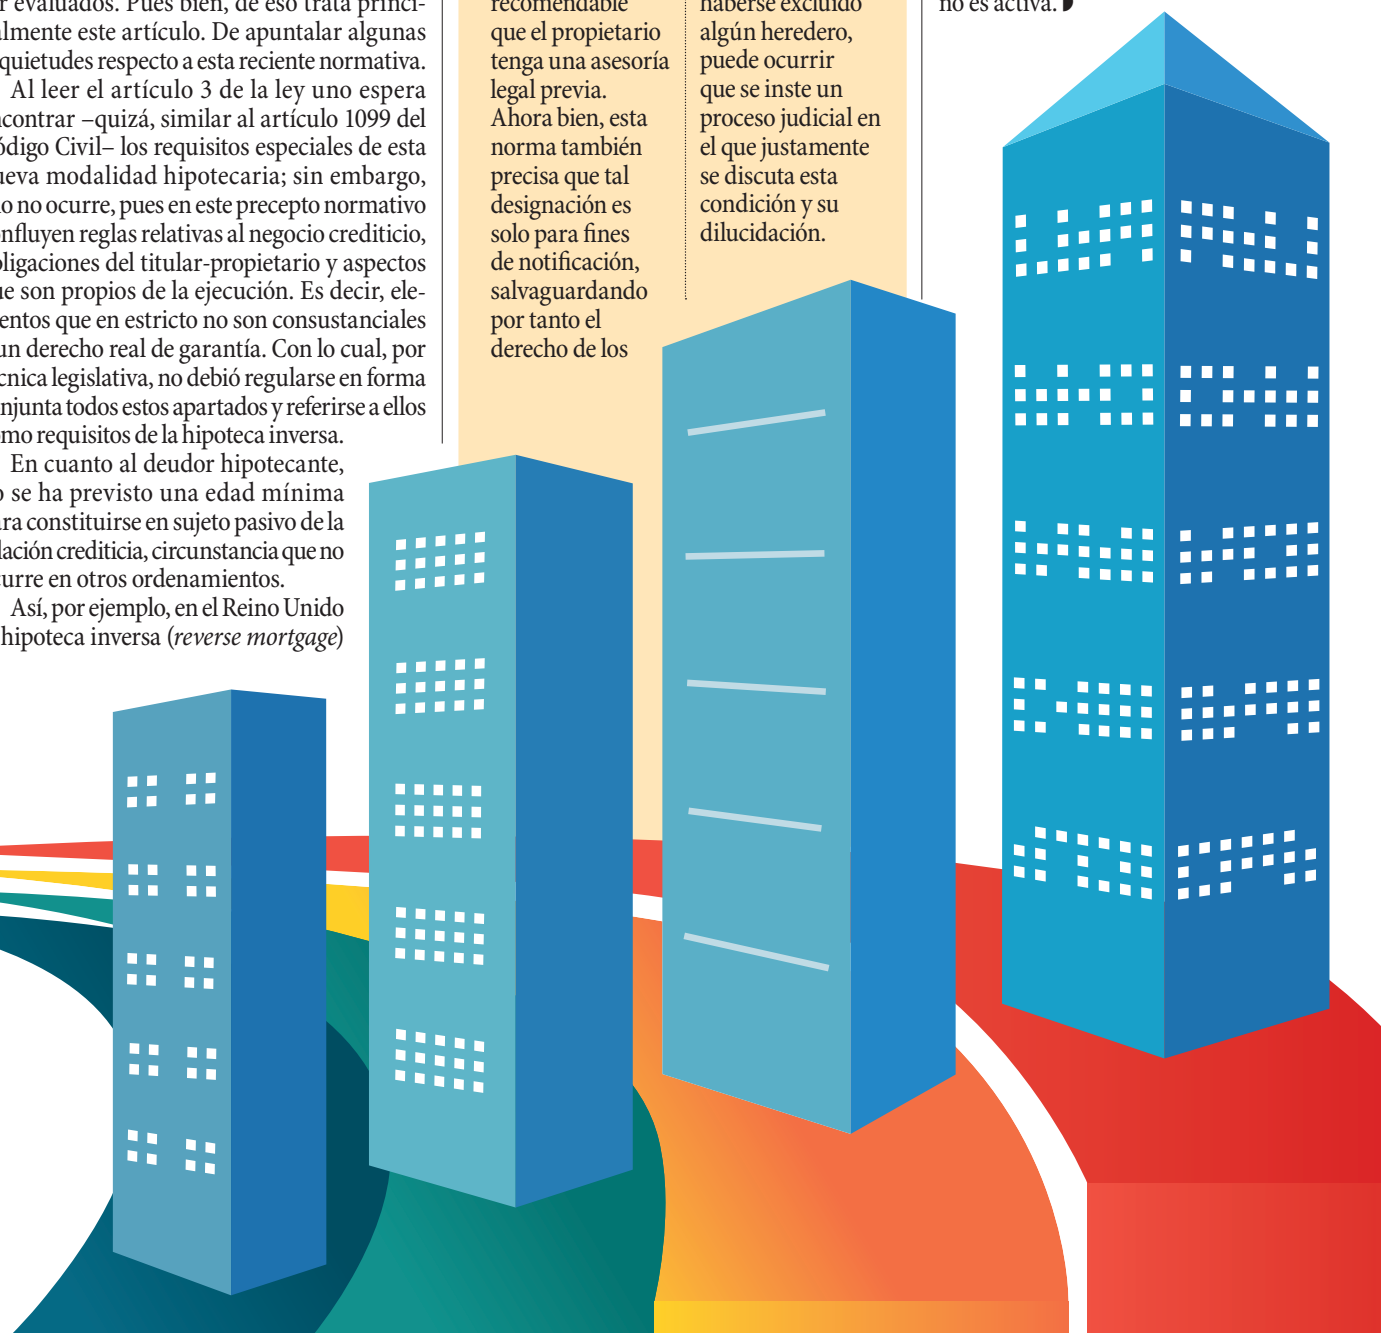 r evaluados. Pues bien, de eso trata princi-
almente este artículo. De apuntalar algunas
quietudes respecto a esta reciente normativa.
Al leer el artículo 3 de la ley uno espera
ncontrar –quizá, similar al artículo 1099 del
ódigo Civil– los requisitos especiales de esta
ueva modalidad hipotecaria; sin embargo,
o no ocurre, pues en este precepto normativo
nfluyen reglas relativas al negocio crediticio,
ligaciones del titular-propietario y aspectos
ue son propios de la ejecución. Es decir, ele-
entos que en estricto no son consustanciales
un derecho real de garantía. Con lo cual, por
cnica legislativa, no debió regularse en forma
njunta todos estos apartados y referirse a ellos
omo requisitos de la hipoteca inversa.
En cuanto al deudor hipotecante,
o se ha previsto una edad mínima
ara constituirse en sujeto pasivo de la
lación crediticia, circunstancia que no
curre en otros ordenamientos.
Así, por ejemplo, en el Reino Unido
hipoteca inversa (reverse mortgage)
recomendable
que el propietario
tenga una asesoría
legal previa.
Ahora bien, esta
norma también
precisa que tal
designación es
solo para fines
de notificación,
salvaguardando
por tanto el
derecho de los
haberse excluido
algún heredero,
puede ocurrir
que se inste un
proceso judicial en
el que justamente
se discuta esta
condición y su
dilucidación.
no es activa.